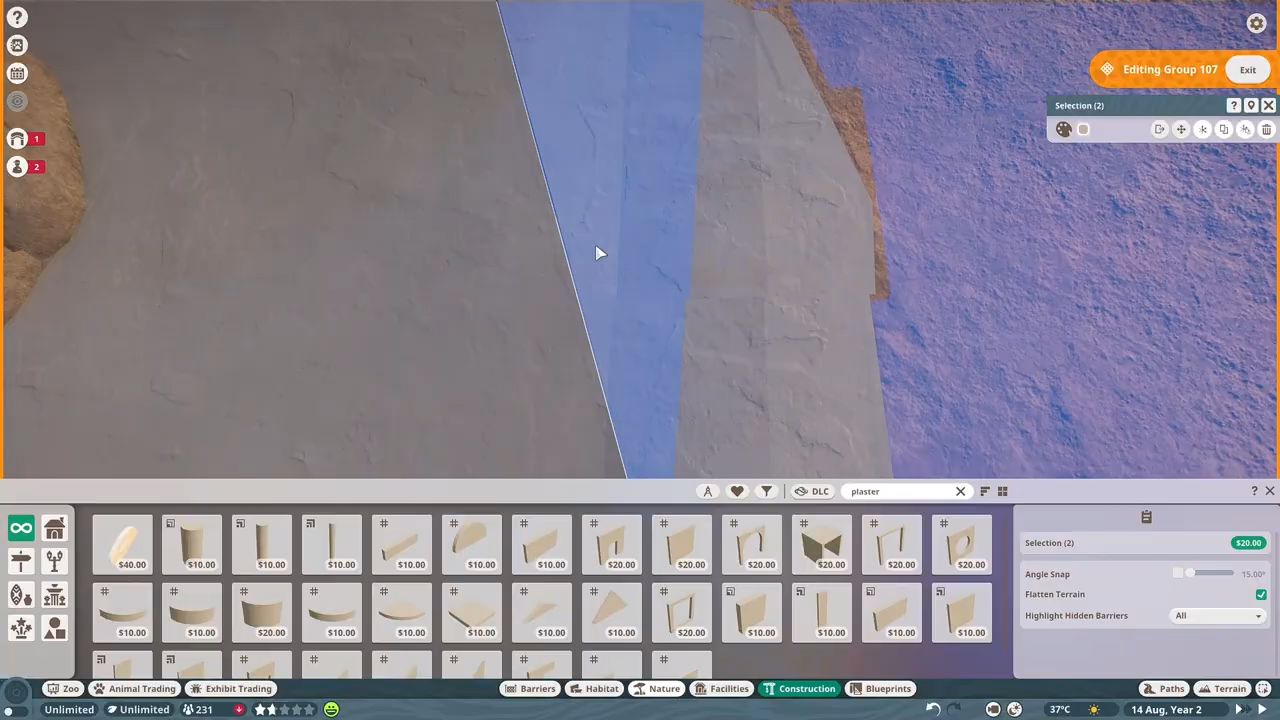 Editing Group 107
Exit
Selection (2)
?
1
2
DLC
plaster
?
$40.00
$10.00
$10.00
$10.00
$10.00
$10.00
$10.00
$20.00
$20.00
$20.00
$20.00
$20.00
$20.00
$10.00
$10.00
$20.00
$10.00
$10.00
$10.00
$10.00
$10.00
$20.00
$10.00
$10.00
$10.00
$10.00
Selection (2)
$20.00
Angle Snap
15.00°
Flatten Terrain
Highlight Hidden Barriers
All
Zoo
Animal Trading
Exhibit Trading
Barriers
Habitat
Nature
Facilities
Construction
Blueprints
Paths
Terrain
Unlimited
Unlimited
231
37°C
14 Aug, Year 2